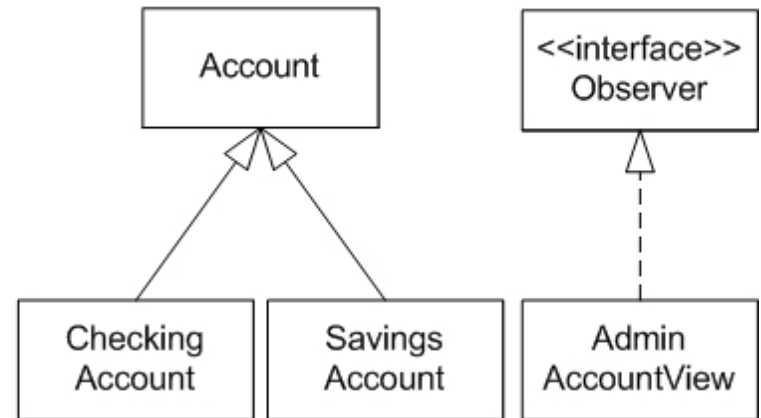 Account
<<interface>>
Observer
Checking
Account
Savings
Account
Admin
AccountView